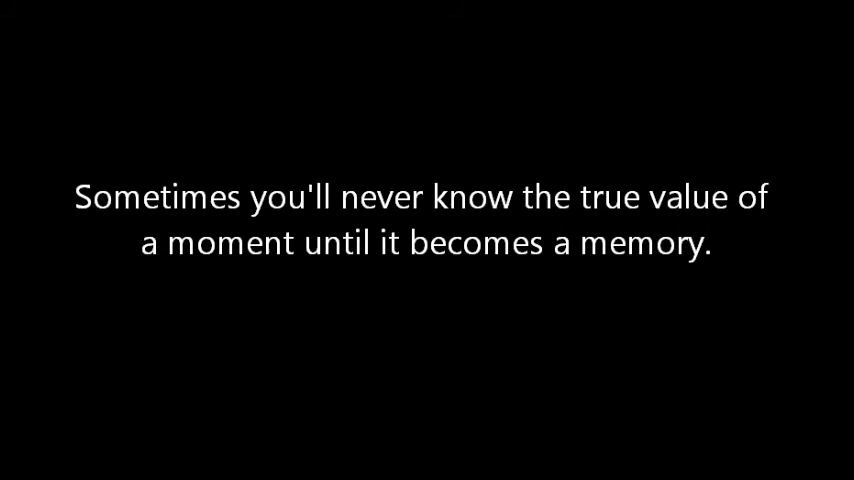 Sometimes you'll never know the true value of
a moment until it becomes a memory.